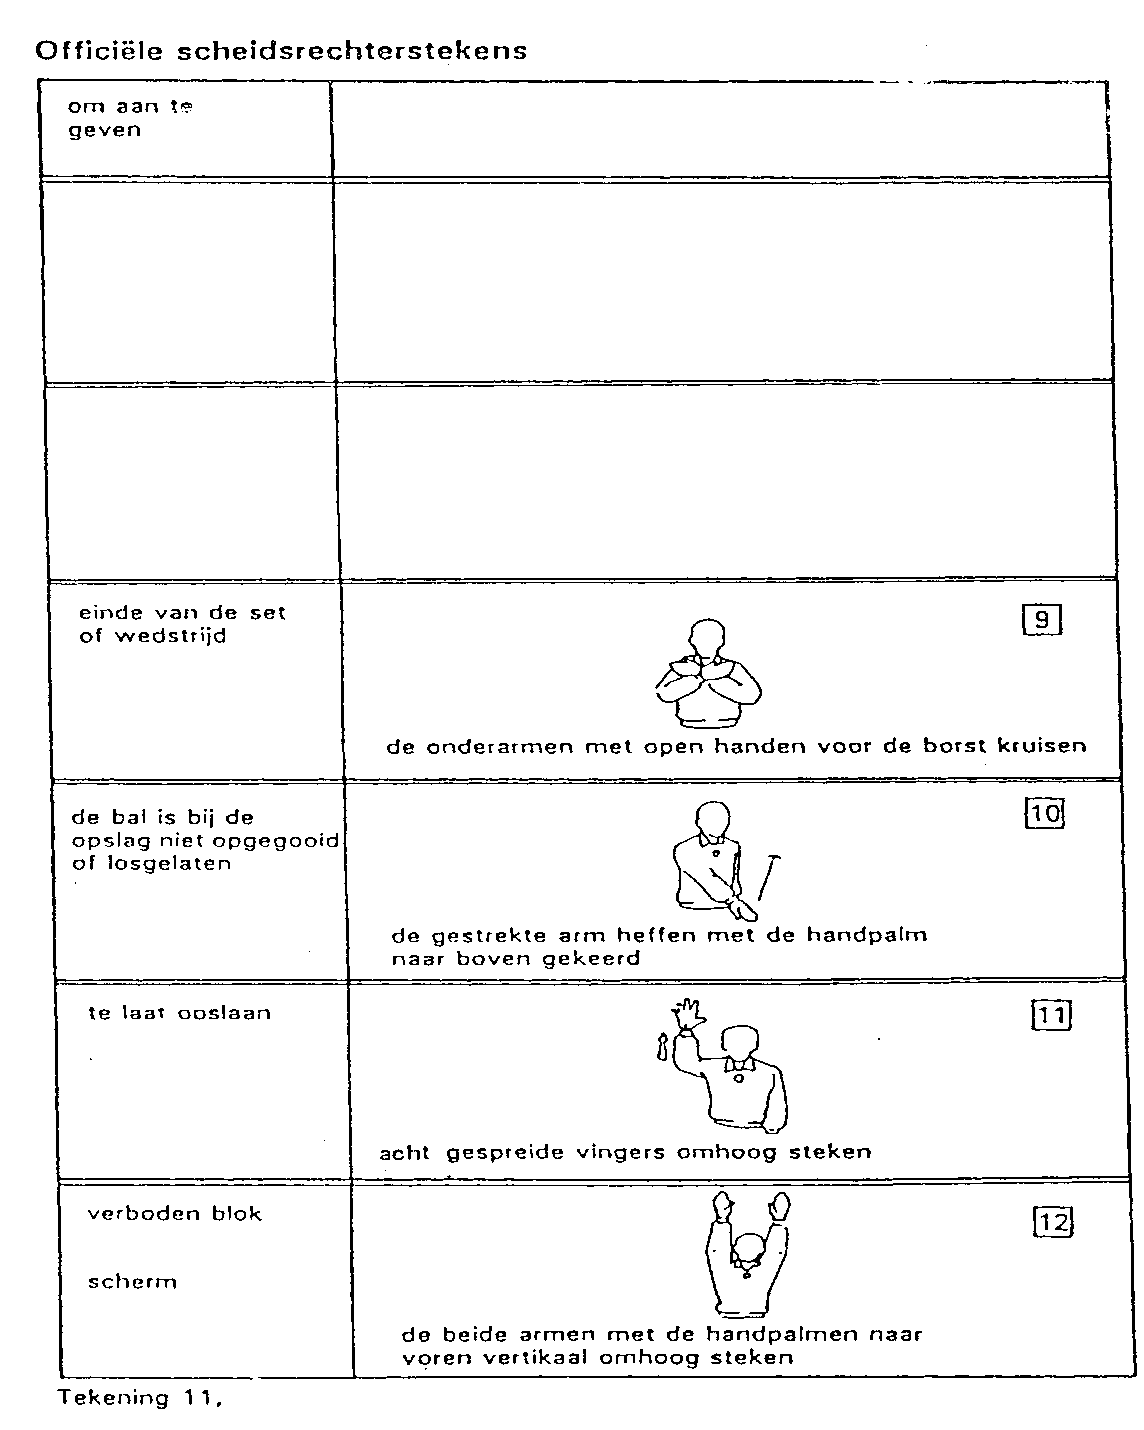 Officiële scheidsrechterstekens
om aan te
geven
einde van de set
of wedstrijd
9
de onderarmen met open handen voor de borst kruisen
de bal is bij de
opslag niet opgegooid
of losgelaten
10
de gestrekte arm heffen met de handpalm
naar boven gekeerd
te laat opslaan
11
acht gespreide vingers omhoog steken
verboden blok
12
scherm
de beide armen met de handpalmen naar
voren vertikaal omhoog steken
Tekening 11.